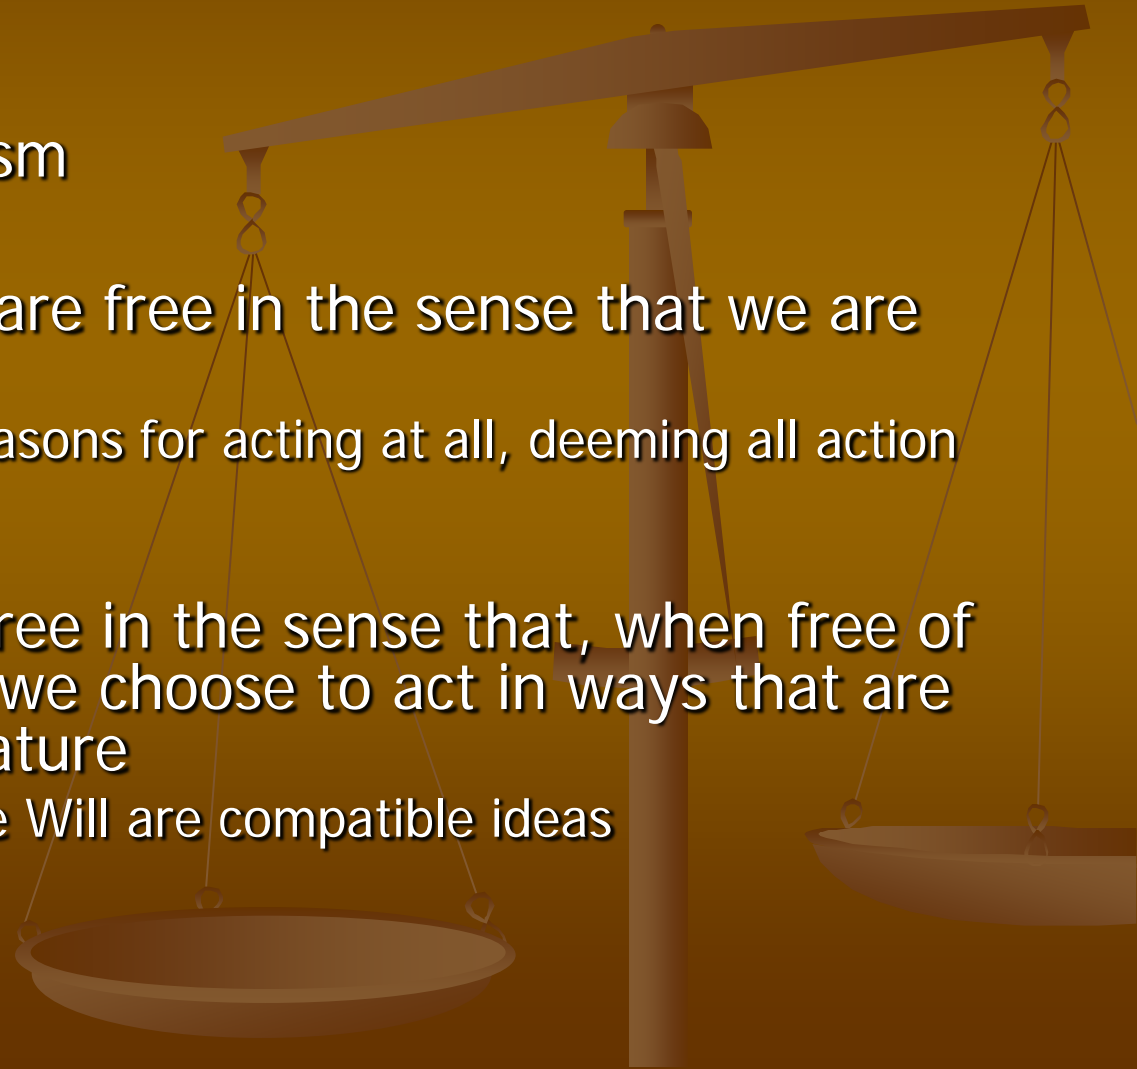 sm
are free in the sense that we are
asons for acting at all, deeming all action
ree in the sense that, when free of
we choose to act in ways that are
ature
e Will are compatible ideas